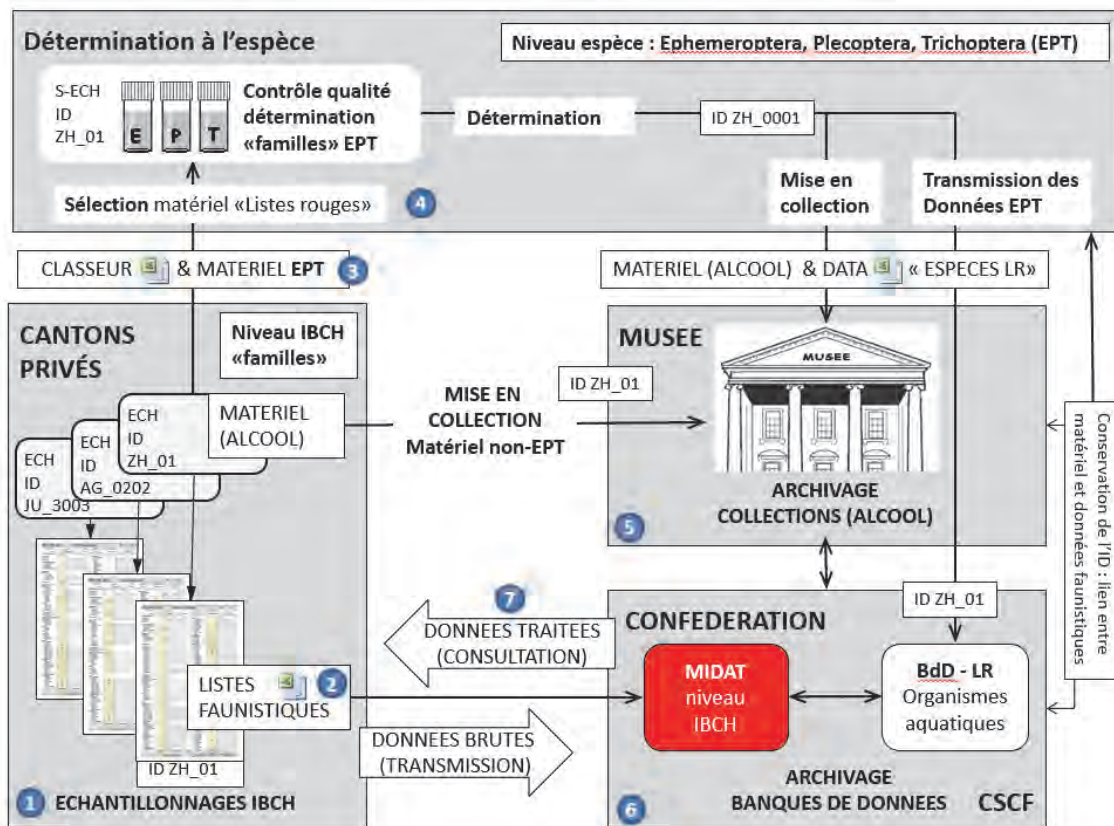 Détermination à l'espèce
Niveau espèce : Ephemeroptera, Plecoptera, Trichoptera (EPT)
S-ECH
ID
ZH_01
E P T
Contrôle qualité
détermination
«familles» EPT
Détermination
ID ZH_0001
Sélection matériel «Listes rouges»
4
Mise en
collection
Transmission des
Données EPT
CLASSEUR & MATERIEL EPT 3
MATERIEL (ALCOOL) & DATA « ESPECES LR»
CANTONS
PRIVÉS
Niveau IBCH
«familles»
ECH
ID
ZH_01
ECH
ID
AG_0202
ECH
ID
JU_3003
MATERIEL
(ALCOOL)
MISE EN
COLLECTION
Matériel non-EPT
ID ZH_01
MUSEE
MUSEE
ARCHIVAGE
COLLECTIONS (ALCOOL)
5
Conservation de l'ID : lien entre
matériel et données faunistiques
7
DONNEES TRAITEES
(CONSULTATION)
LISTES 2
FAUNISTIQUES
DONNEES BRUTES
(TRANSMISSION)
ID ZH_01
1 ECHANTILLONNAGES IBCH
CONFEDERATION
ID ZH_01
MIDAT
niveau
IBCH
BdD - LR
Organismes
aquatiques
ARCHIVAGE
BANQUES DE DONNEES
CSCF
6